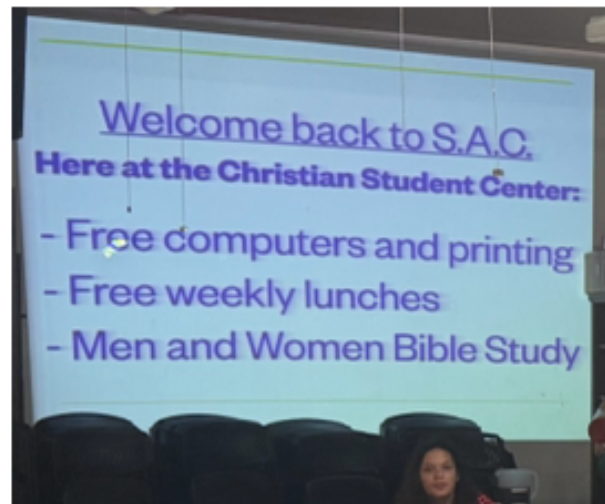 Welcome back to S.A.C.
Here at the Christian Student Center:
- Free computers and printing
- Free weekly lunches
- Men and Women Bible Study